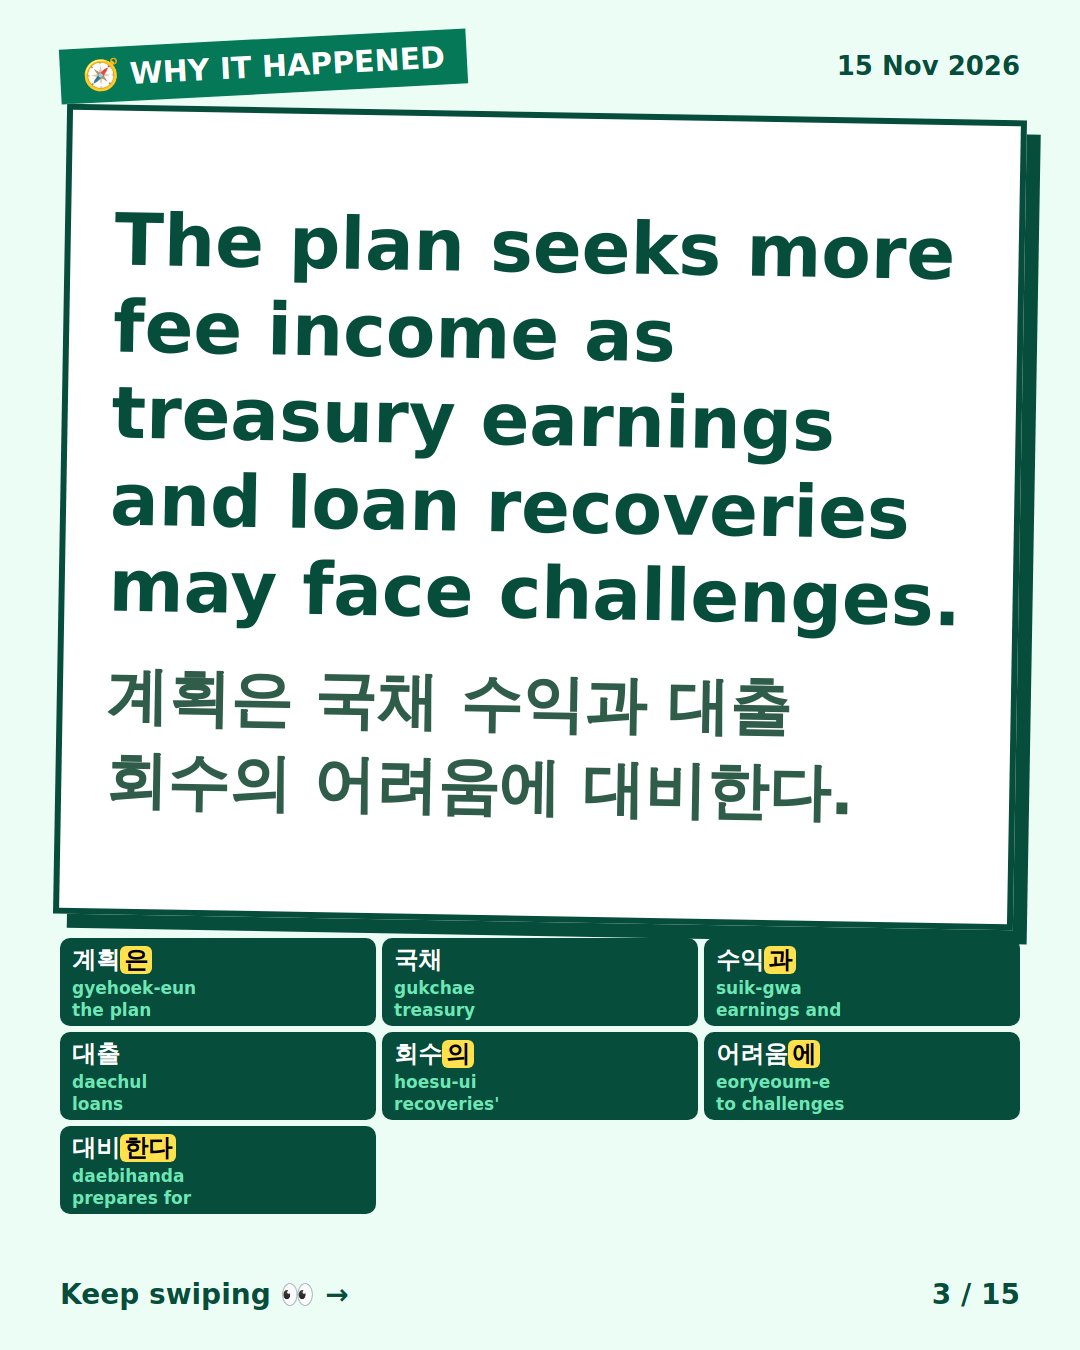 🧭 WHY IT HAPPENED
15 Nov 2026
The plan seeks more
fee income as
treasury earnings
and loan recoveries
may face challenges.
계획은 국채 수익과 대출
회수의 어려움에 대비한다.
계획은
gyehoek-eun
the plan
국채
gukchae
treasury
수익과
suik-gwa
earnings and
대출
daechul
loans
회수의
hoesu-ui
recoveries'
어려움에
eoryeoum-e
to challenges
대비한다
daebihanda
prepares for
Keep swiping 👀 →
3 / 15